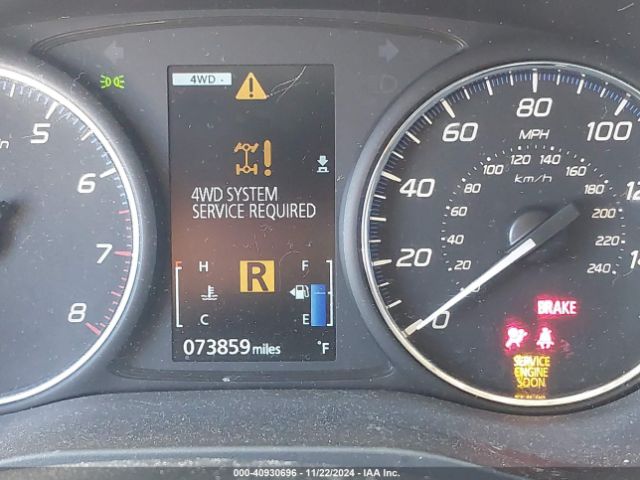 4WD
5
6
7
8
4WD SYSTEM
SERVICE REQUIRED
H F
R
C E
073859 miles °F
0
20
40
60
80
100
MPH
km/h
20
40
60
80
100
120
140
160
180
200
220
240
BRAKE
SERVICE
ENGINE
SOON
000-40930696 - 11/22/2024 - IAA Inc.